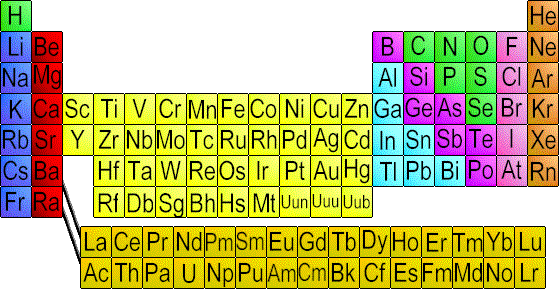 H He
Li Be B C N O F Ne
Na Mg Al Si P S Cl Ar
K Ca Sc Ti V Cr Mn Fe Co Ni Cu Zn Ga Ge As Se Br Kr
Rb Sr Y Zr Nb Mo Tc Ru Rh Pd Ag Cd In Sn Sb Te I Xe
Cs Ba Hf Ta W Re Os Ir Pt Au Hg Tl Pb Bi Po At Rn
Fr Ra Rf Db Sg Bh Hs Mt Uun Uuu Uub
La Ce Pr Nd Pm Sm Eu Gd Tb Dy Ho Er Tm Yb Lu
Ac Th Pa U Np Pu Am Cm Bk Cf Es Fm Md No Lr